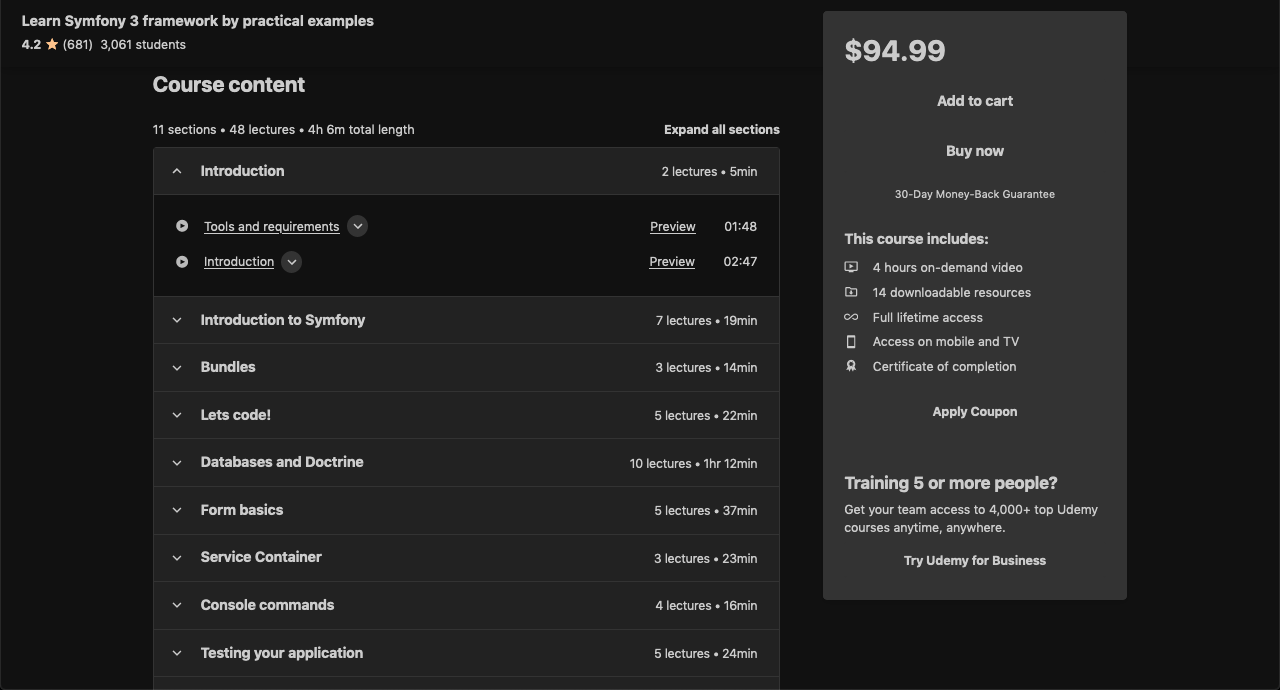 Learn Symfony 3 framework by practical examples
4.2 ★ (681) 3,061 students
Course content
11 sections • 48 lectures • 4h 6m total length Expand all sections
Introduction 2 lectures • 5min
Tools and requirements Preview 01:48
Introduction Preview 02:47
Introduction to Symfony 7 lectures • 19min
Bundles 3 lectures • 14min
Lets code! 5 lectures • 22min
Databases and Doctrine 10 lectures • 1hr 12min
Form basics 5 lectures • 37min
Service Container 3 lectures • 23min
Console commands 4 lectures • 16min
Testing your application 5 lectures • 24min
$94.99
Add to cart
Buy now
30-Day Money-Back Guarantee
This course includes:
4 hours on-demand video
14 downloadable resources
Full lifetime access
Access on mobile and TV
Certificate of completion
Apply Coupon
Training 5 or more people?
Get your team access to 4,000+ top Udemy
courses anytime, anywhere.
Try Udemy for Business